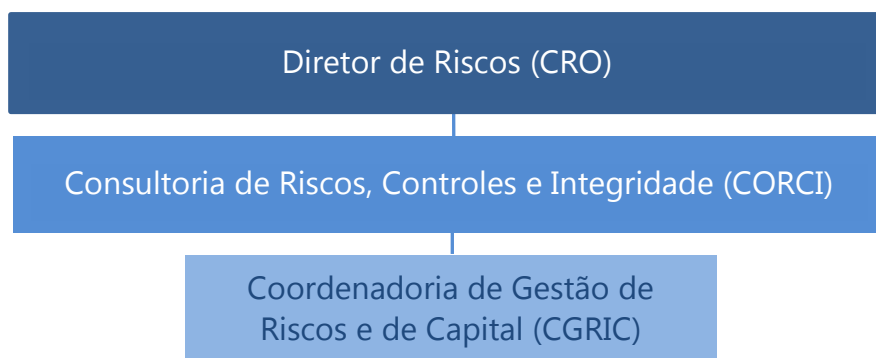 Diretor de Riscos (CRO)
Consultoria de Riscos, Controles e Integridade (CORCI)
Coordenadoria de Gestão de
Riscos e de Capital (CGRIC)